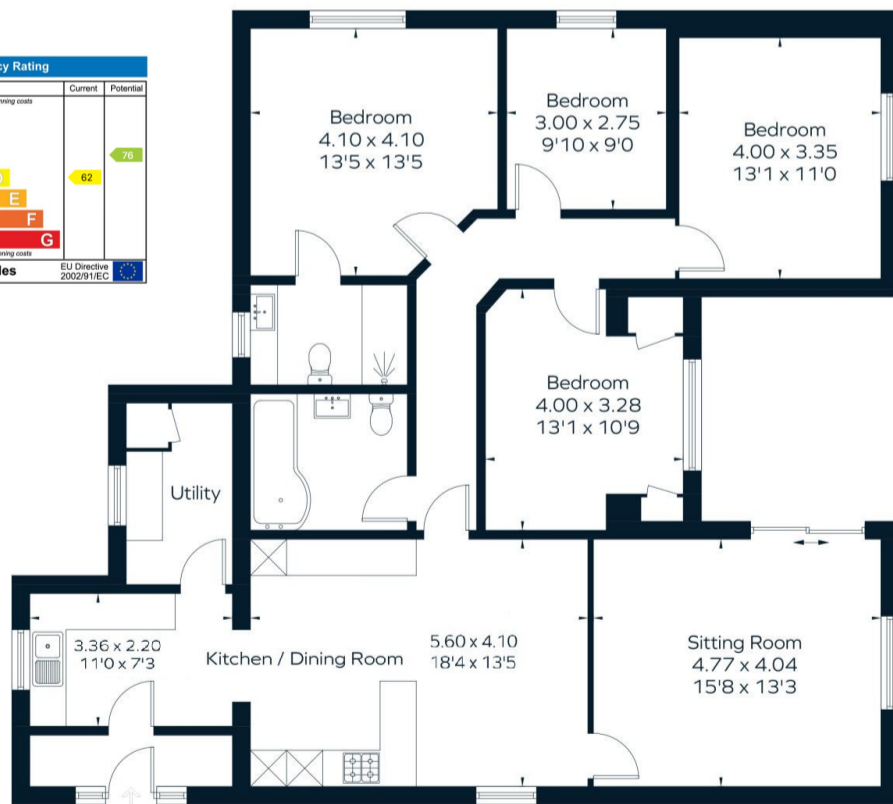 cy Rating
Current Potential
nning costs
76
62
E
F
G
nning costs
les
EU Directive
2002/91/EC
Bedroom
4.10 x 4.10
13'5 x 13'5
Bedroom
3.00 x 2.75
9'10 x 9'0
Bedroom
4.00 x 3.35
13'1 x 11'0
Bedroom
4.00 x 3.28
13'1 x 10'9
Utility
3.36 x 2.20
11'0 x 7'3
Kitchen / Dining Room
5.60 x 4.10
18'4 x 13'5
Sitting Room
4.77 x 4.04
15'8 x 13'3